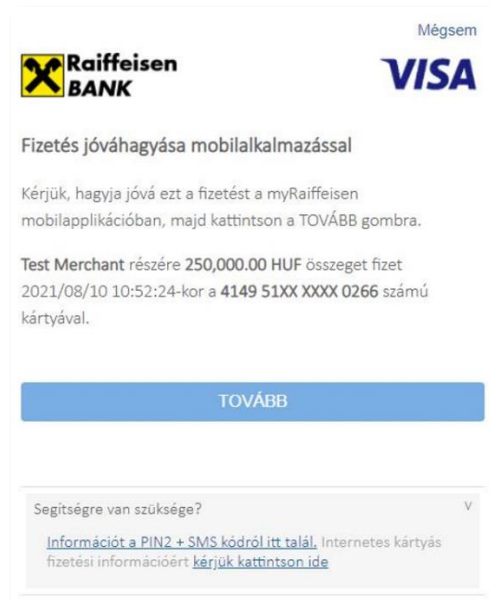 Mégsem
Raiffeisen
BANK
VISA
Fizetés jóváhagyása mobilalkalmazással
Kérjük, hagyja jóvá ezt a fizetést a myRaiffeisen
mobilapplikációban, majd kattintson a TOVÁBB gombra.
Test Merchant részére 250,000.00 HUF összeget fizet
2021/08/10 10:52:24-kor a 4149 51XX XXXX 0266 számú
kártyával.
TOVÁBB
Segítségre van szüksége? V
Információt a PIN2 + SMS kódról itt talál. Internetes kártyás
fizetési információért kérjük kattintson ide